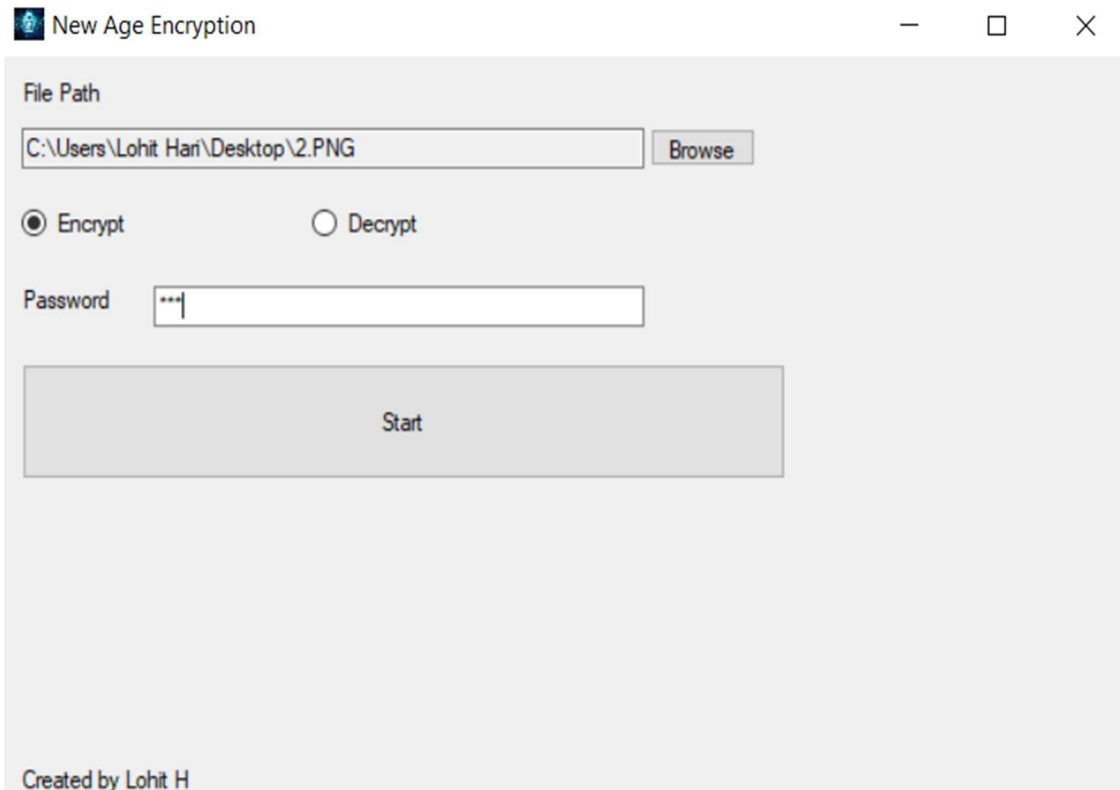 New Age Encryption
File Path
C:\Users\Lohit Hari\Desktop\2.PNG Browse
Encrypt Decrypt
Password ***
Start
Created by Lohit H